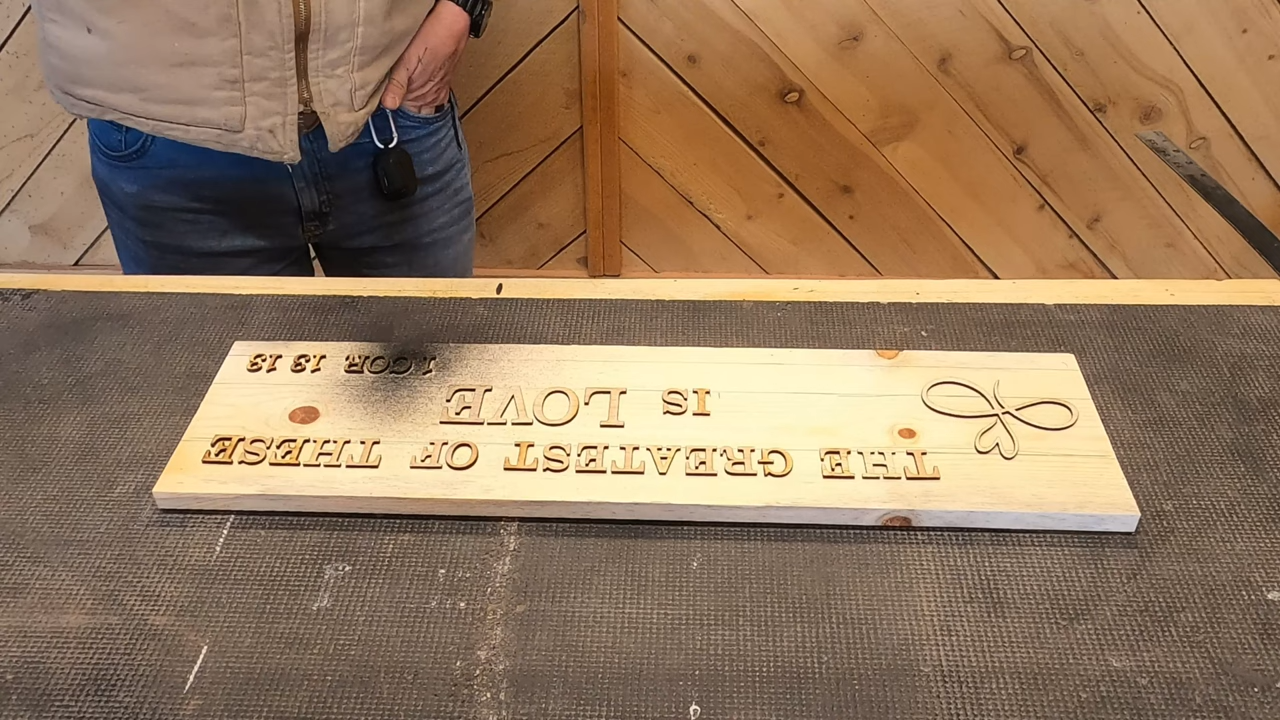 THE GREATEST OF THESE
IS LOVE
1 COR 13 13